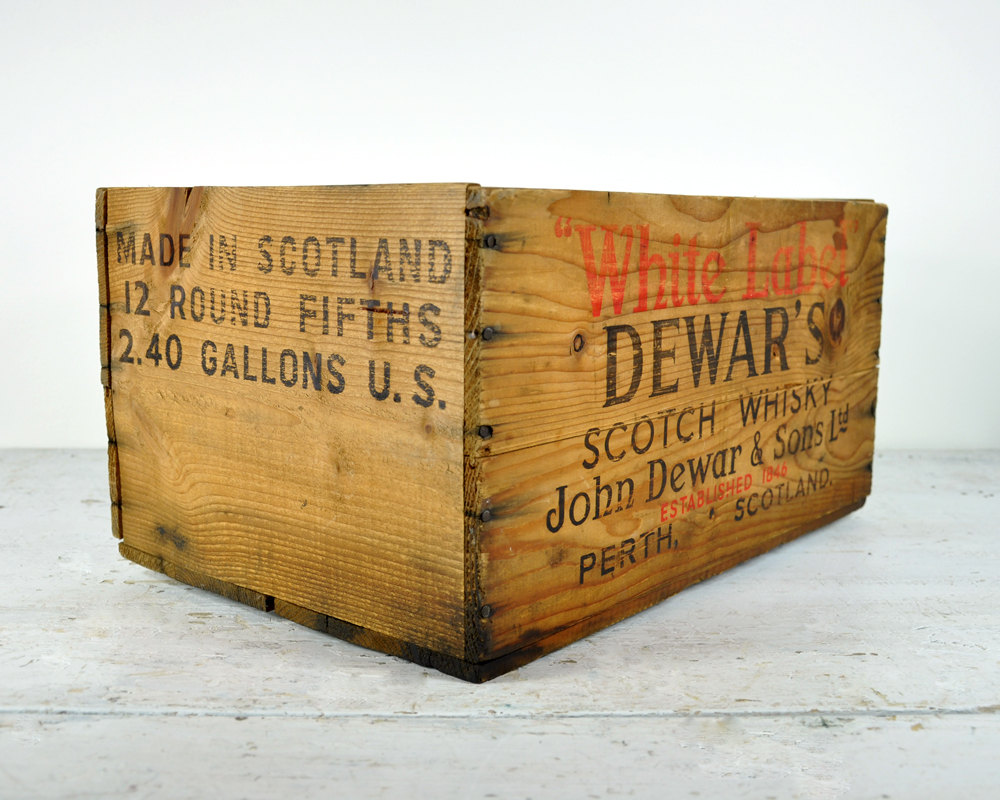 MADE IN SCOTLAND
12 ROUND FIFTHS
2.40 GALLONS U.S.
"White Label"
DEWAR'S
SCOTCH WHISKY
John Dewar & Sons Ltd
ESTABLISHED 1846
PERTH, SCOTLAND.